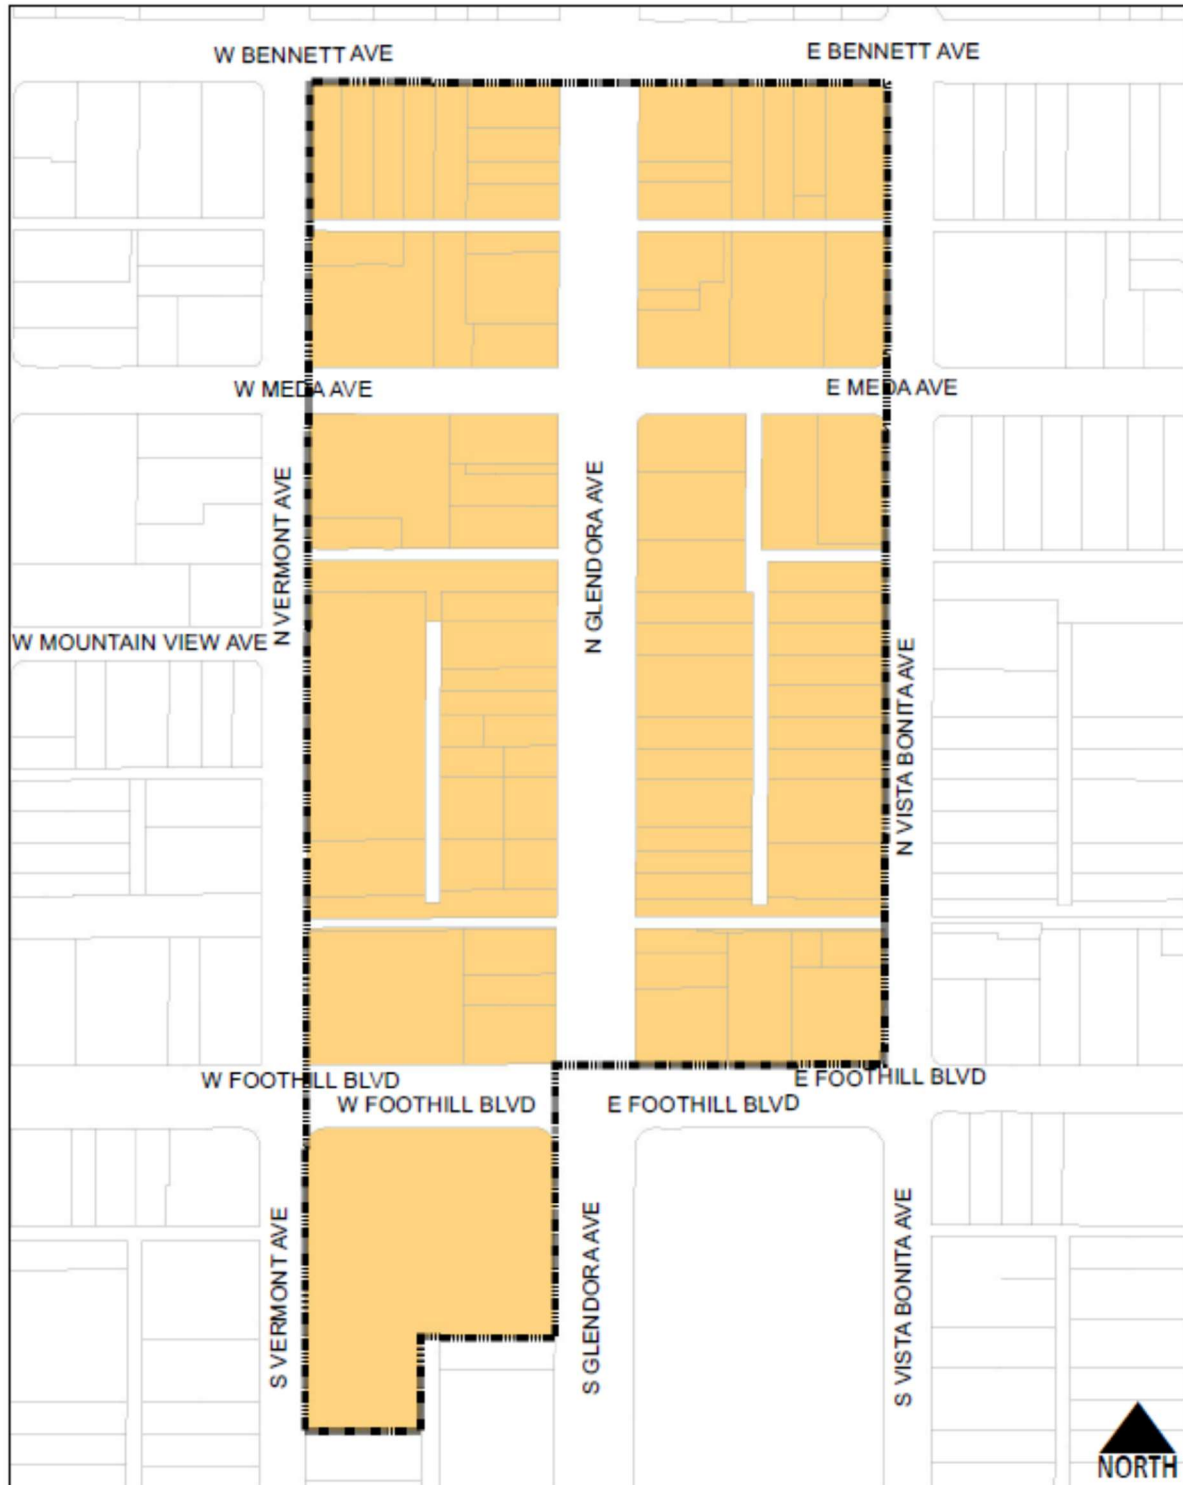 W BENNETT AVE
E BENNETT AVE
W MEDA AVE
E MEDA AVE
N VERMONT AVE
N GLENDORA AVE
W MOUNTAIN VIEW AVE
N VISTA BONITA AVE
W FOOTHILL BLVD
E FOOTHILL BLVD
W FOOTHILL BLVD
E FOOTHILL BLVD
S VERMONT AVE
S GLENDORA AVE
S VISTA BONITA AVE
NORTH